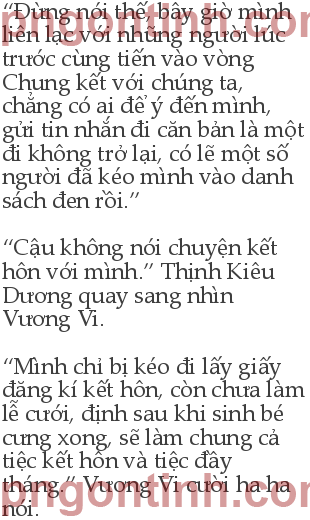 “Đừng nói thế, bây giờ mình
liên lạc với những người lúc
trước cùng tiến vào vòng
Chung kết với chúng ta,
chẳng có ai để ý đến mình,
gửi tin nhắn đi căn bản là một
đi không trở lại, có lẽ một số
người đã kéo mình vào danh
sách đen rồi.”
“Cậu không nói chuyện kết
hôn với mình.” Thịnh Kiêu
Dương quay sang nhìn
Vương Vi.
“Mình chỉ bị kéo đi lấy giấy
đăng kí kết hôn, còn chưa làm
lễ cưới, định sau khi sinh bé
cưng xong, sẽ làm chung cả
tiệc kết hôn và tiệc đầy
tháng.” Vương Vi cười ha ha
nói.
pmgontinh.com
pmgontinh.com